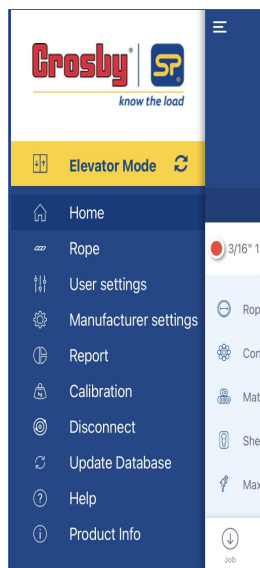 Crosby SP
know the load
Elevator Mode
Home
Rope
User settings
Manufacturer settings
Report
Calibration
Disconnect
Update Database
Help
Product Info
3/16" 1
Rop
Con
Mat
She
Max
Job